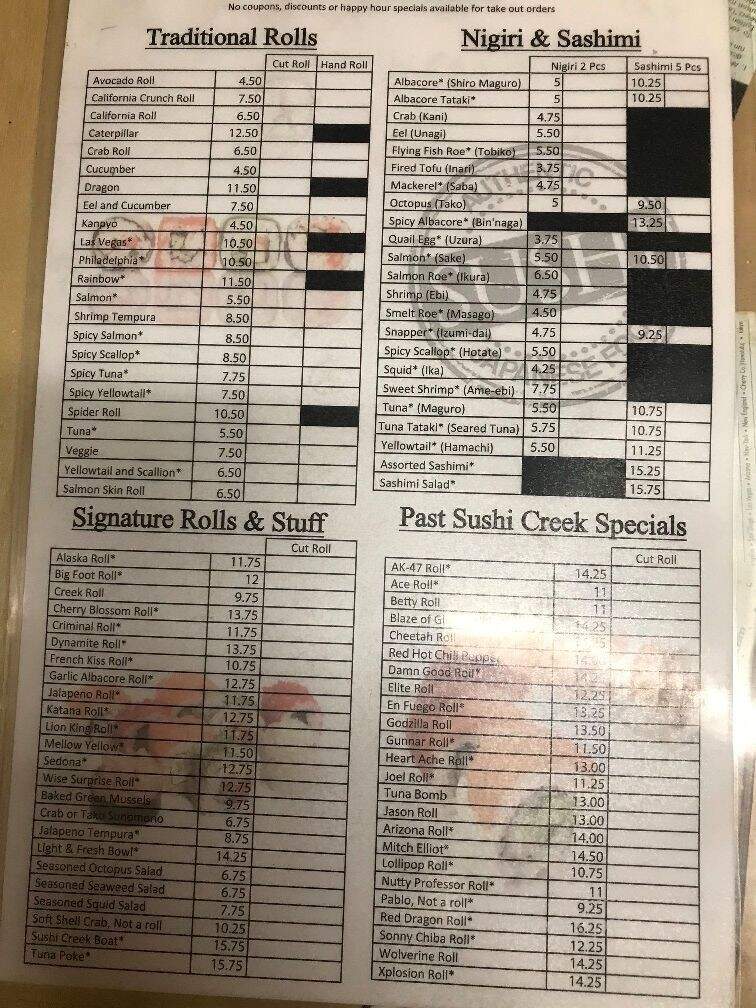 No coupons, discounts or happy hour specials available for take out orders
Traditional Rolls
Cut Roll Hand Roll
Avocado Roll 4.50
California Crunch Roll 7.50
California Roll 6.50
Caterpillar 12.50
Crab Roll 6.50
Cucumber 4.50
Dragon 11.50
Eel and Cucumber 7.50
Kanpyo 4.50
Las Vegas* 10.50
Philadelphia* 10.50
Rainbow* 11.50
Salmon* 5.50
Shrimp Tempura 8.50
Spicy Salmon* 8.50
Spicy Scallop* 8.50
Spicy Tuna* 7.75
Spicy Yellowtail* 7.50
Spider Roll 10.50
Tuna* 5.50
Veggie 7.50
Yellowtail and Scallion* 6.50
Salmon Skin Roll 6.50
Nigiri & Sashimi
Nigiri 2 Pcs Sashimi 5 Pcs
Albacore* (Shiro Maguro) 5 10.25
Albacore Tataki* 5 10.25
Crab (Kani) 4.75
Eel (Unagi) 5.50
Flying Fish Roe* (Tobiko) 5.50
Fired Tofu (Inari) 3.75
Mackerel* (Saba) 4.75
Octopus (Tako) 5 9.50
Spicy Albacore* (Bin'naga) 13.25
Quail Egg* (Uzura) 3.75
Salmon* (Sake) 5.50 10.50
Salmon Roe* (Ikura) 6.50
Shrimp (Ebi) 4.75
Smelt Roe* (Masago) 4.50
Snapper* (Izumi-dai) 4.75 9.25
Spicy Scallop* (Hotate) 5.50
Squid* (Ika) 4.25
Sweet Shrimp* (Ame-ebi) 7.75
Tuna* (Maguro) 5.50 10.75
Tuna Tataki* (Seared Tuna) 5.75 10.75
Yellowtail* (Hamachi) 5.50 11.25
Assorted Sashimi* 15.25
Sashimi Salad* 15.75
AUTHENTIC
SUSHI
JAPANESE FOOD
Signature Rolls & Stuff
Cut Roll
Alaska Roll* 11.75
Big Foot Roll* 12
Creek Roll 9.75
Cherry Blossom Roll* 13.75
Criminal Roll* 11.75
Dynamite Roll* 13.75
French Kiss Roll* 10.75
Garlic Albacore Roll* 12.75
Jalapeno Roll* 11.75
Katana Roll* 12.75
Lion King Roll* 11.75
Mellow Yellow* 11.50
Sedona* 12.75
Wise Surprise Roll* 12.75
Baked Green Mussels 9.75
Crab or Tako Sunomono 6.75
Jalapeno Tempura* 8.75
Light & Fresh Bowl* 14.25
Seasoned Octopus Salad 6.75
Seasoned Seaweed Salad 6.75
Seasoned Squid Salad 7.75
Soft Shell Crab, Not a roll 10.25
Sushi Creek Boat* 15.75
Tuna Poke* 15.75
Past Sushi Creek Specials
Cut Roll
AK-47 Roll* 14.25
Ace Roll* 11
Betty Roll 11
Blaze of Gl 14.25
Cheetah Roll
Red Hot Chili Pepper
Damn Good Roll*
Elite Roll 12.25
En Fuego Roll* 13.25
Godzilla Roll 13.50
Gunnar Roll* 11.50
Heart Ache Roll* 13.00
Joel Roll* 11.25
Tuna Bomb 13.00
Jason Roll 13.00
Arizona Roll* 14.00
Mitch Elliot* 14.50
Lollipop Roll* 10.75
Nutty Professor Roll* 11
Pablo, Not a roll* 9.25
Red Dragon Roll* 16.25
Sonny Chiba Roll* 12.25
Wolverine Roll 14.25
Xplosion Roll* 14.25